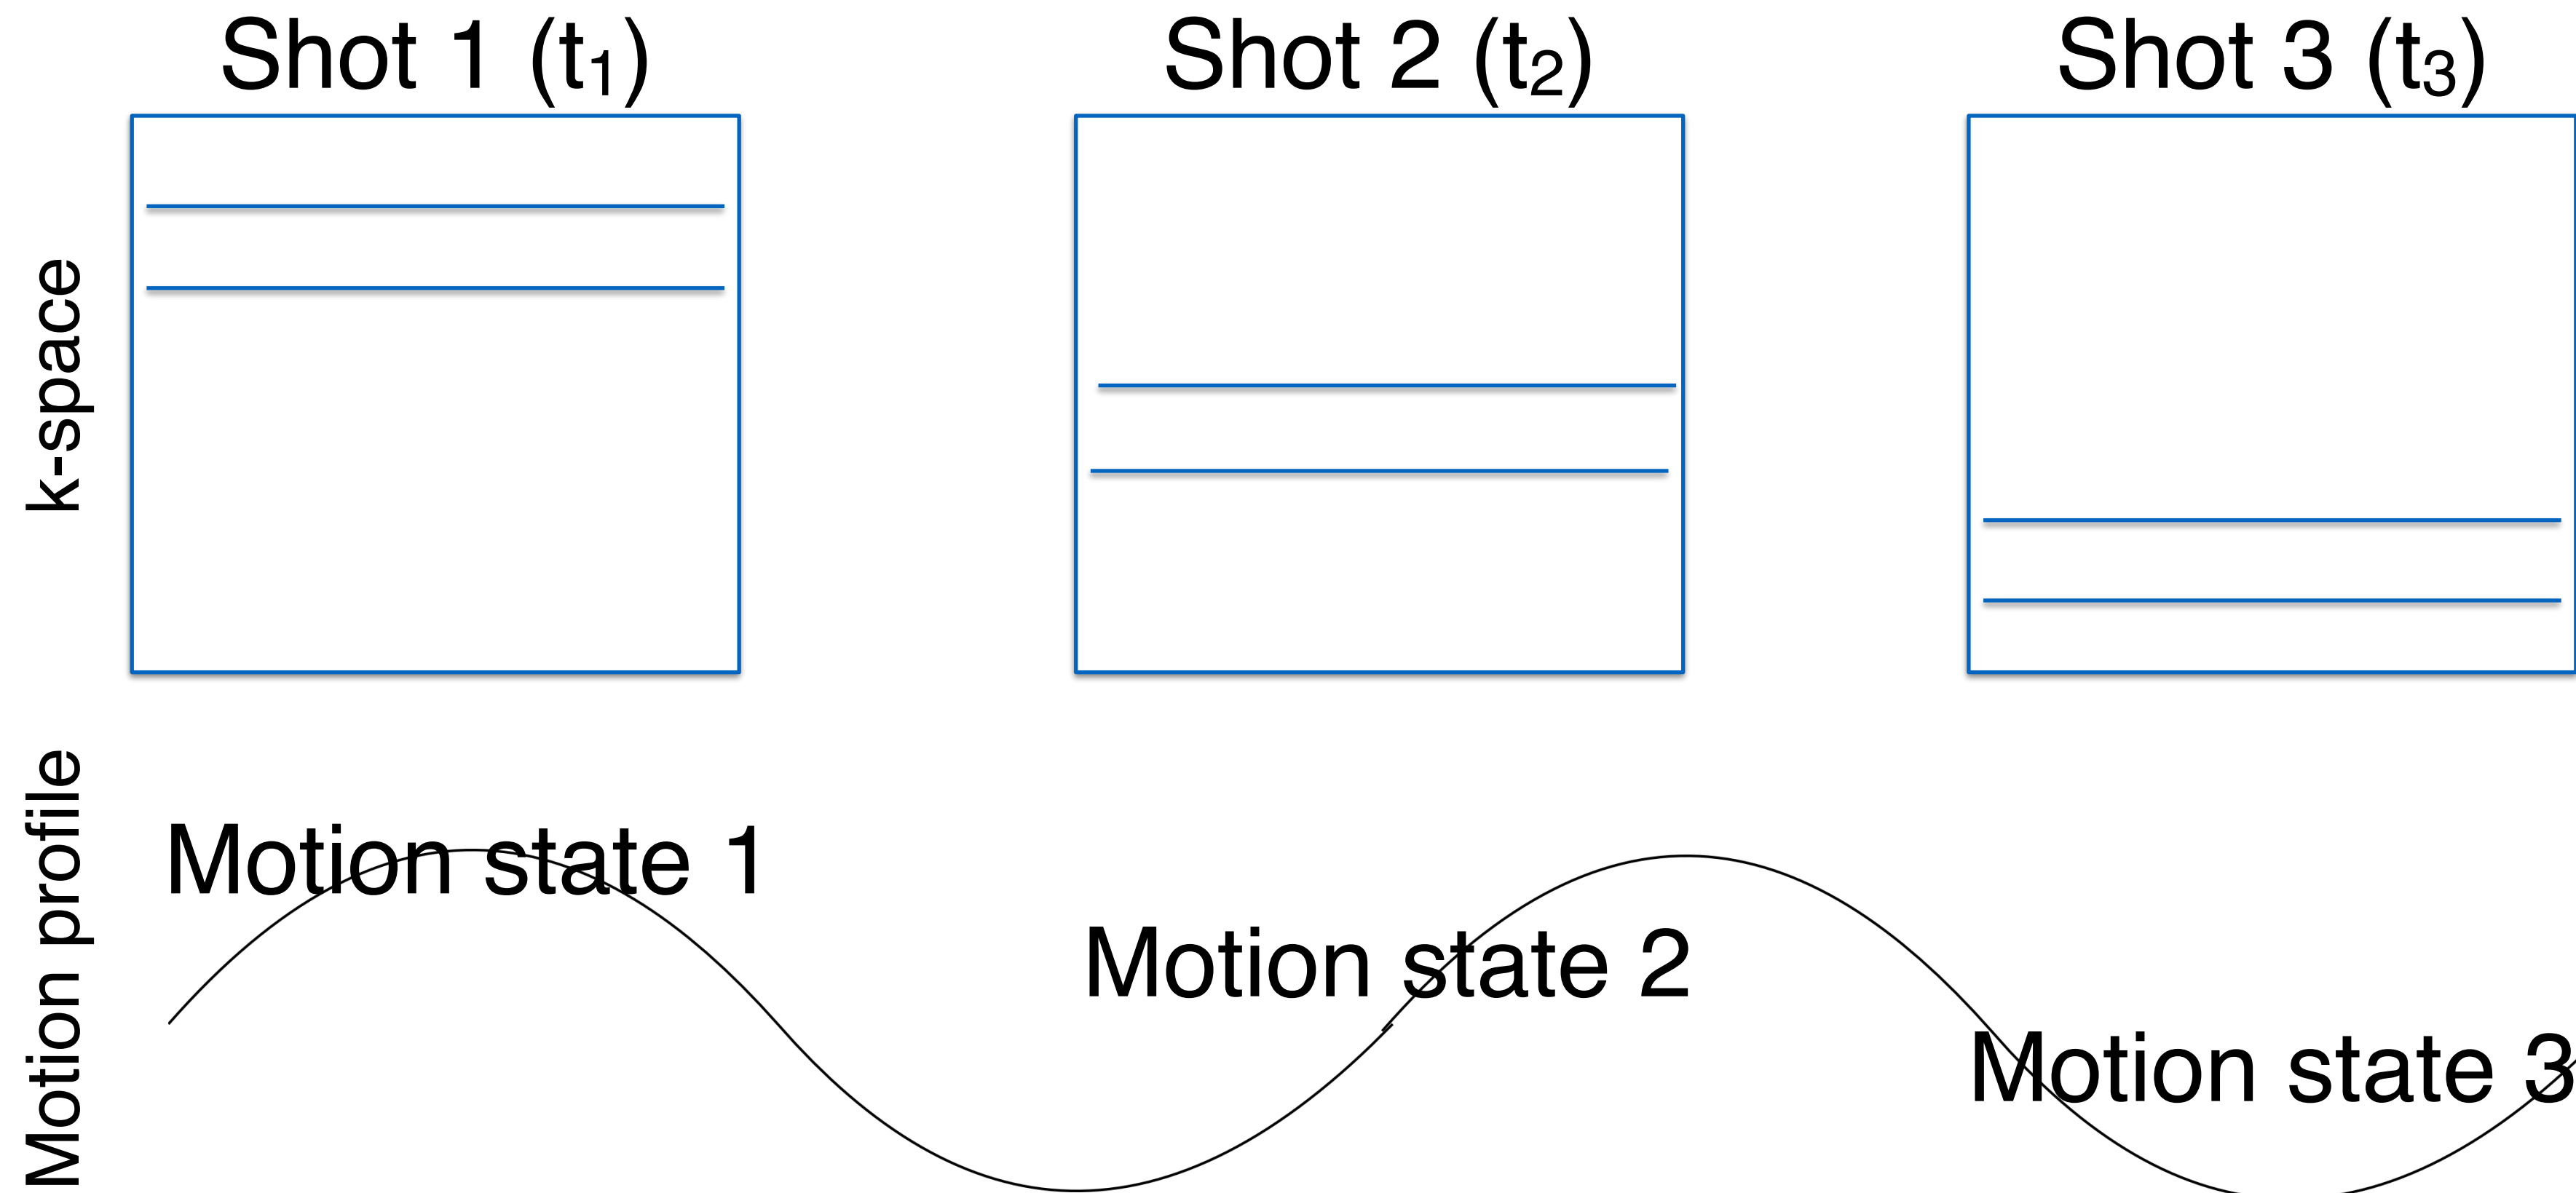 Shot 1 (t₁)
Shot 2 (t₂)
Shot 3 (t₃)
k-space
Motion profile
Motion state 1
Motion state 2
Motion state 3